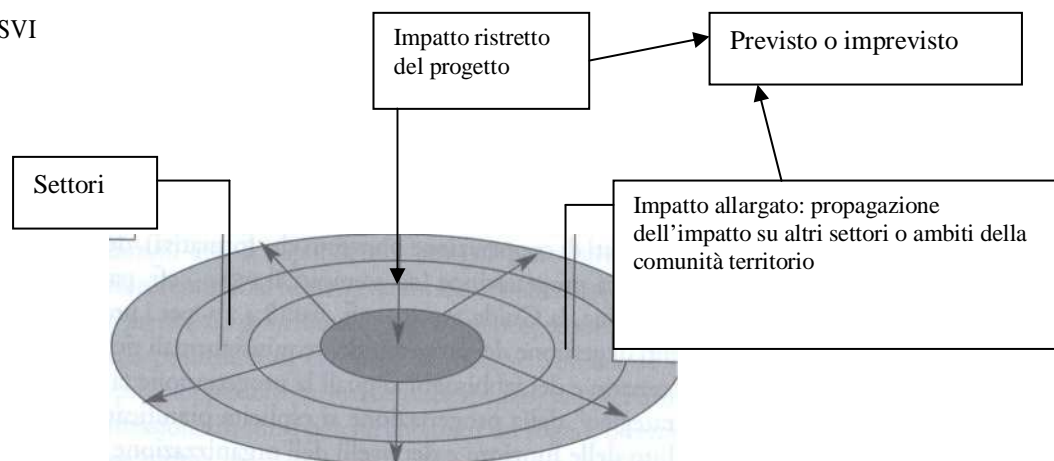 SVI
Impatto ristretto
del progetto
Previsto o imprevisto
Settori
Impatto allargato: propagazione
dell'impatto su altri settori o ambiti della
comunità territorio